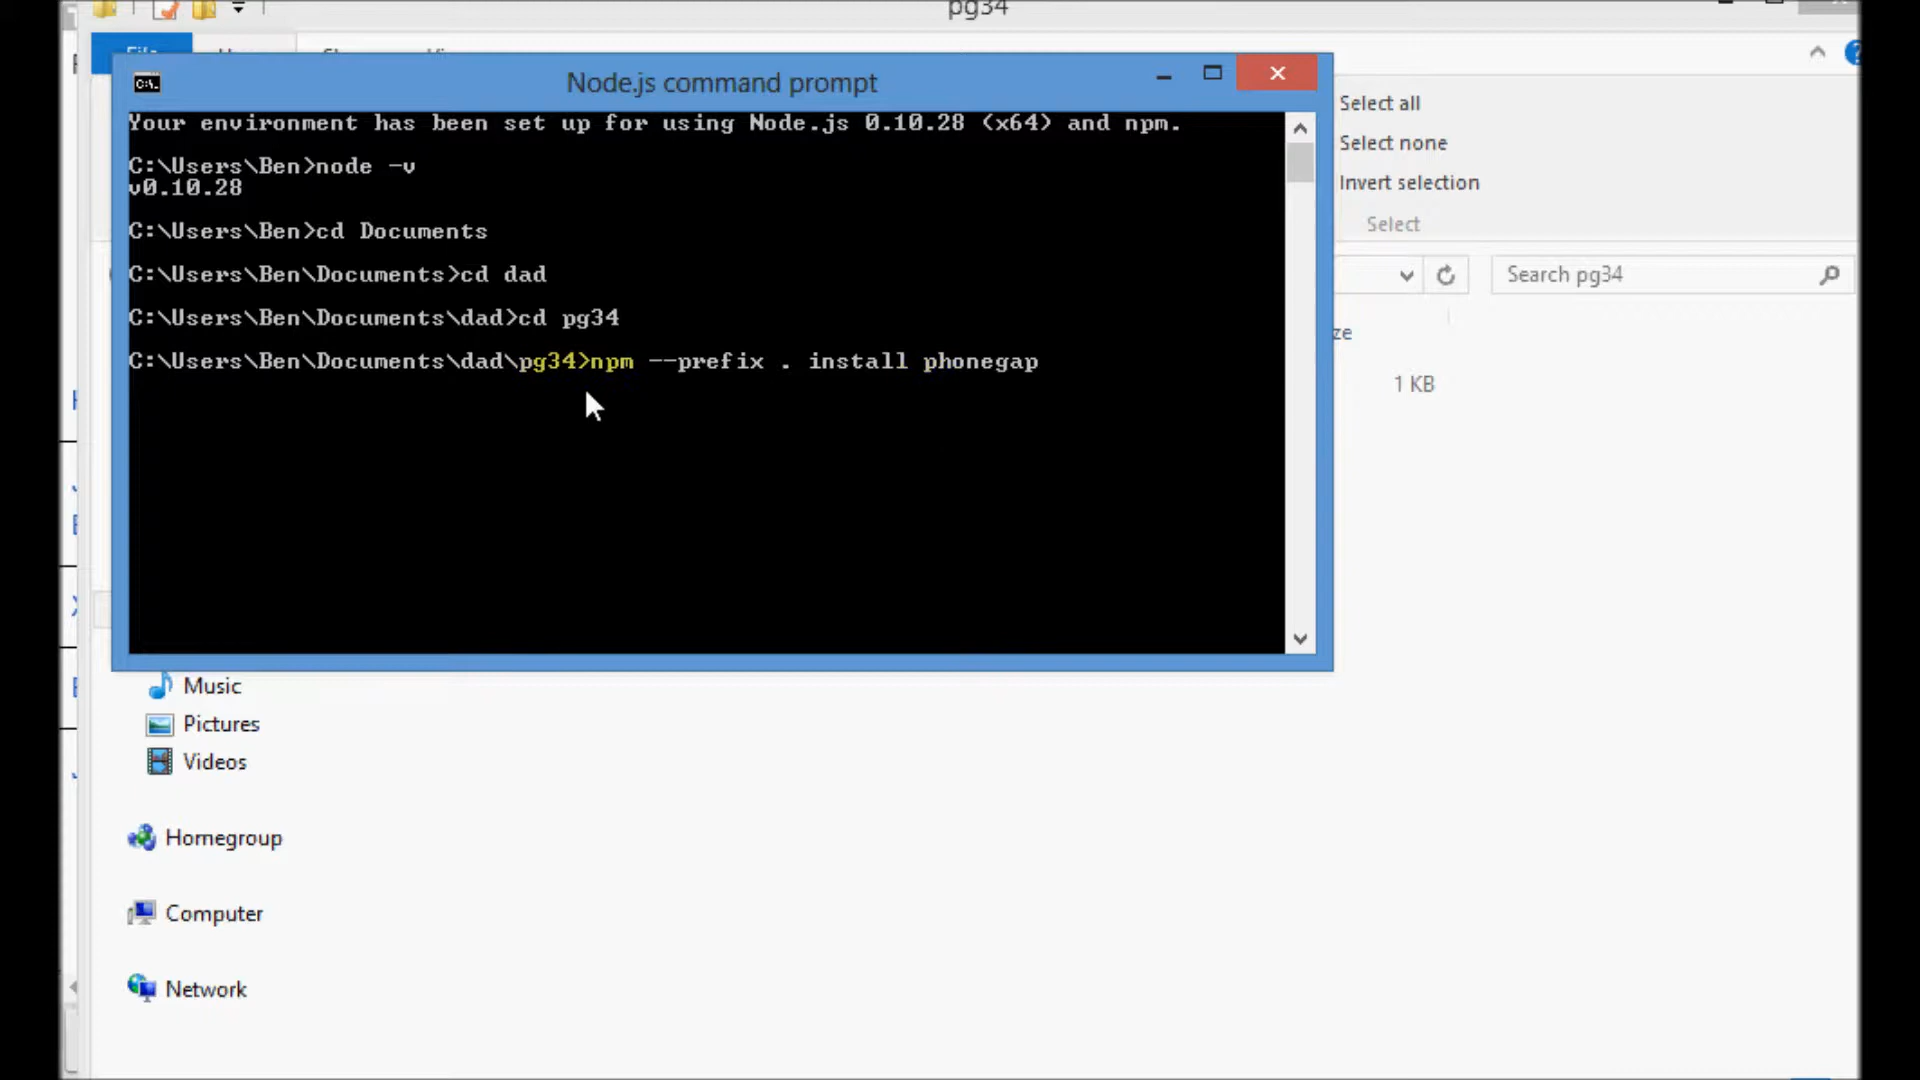 pg34
File
Node.js command prompt
Your environment has been set up for using Node.js 0.10.28 (x64) and npm.
C:\Users\Ben>node -v
v0.10.28
C:\Users\Ben>cd Documents
C:\Users\Ben\Documents>cd dad
C:\Users\Ben\Documents\dad>cd pg34
C:\Users\Ben\Documents\dad\pg34>npm --prefix . install phonegap
Select all
Select none
Invert selection
Select
Search pg34
ze
1 KB
Music
Pictures
Videos
Homegroup
Computer
Network